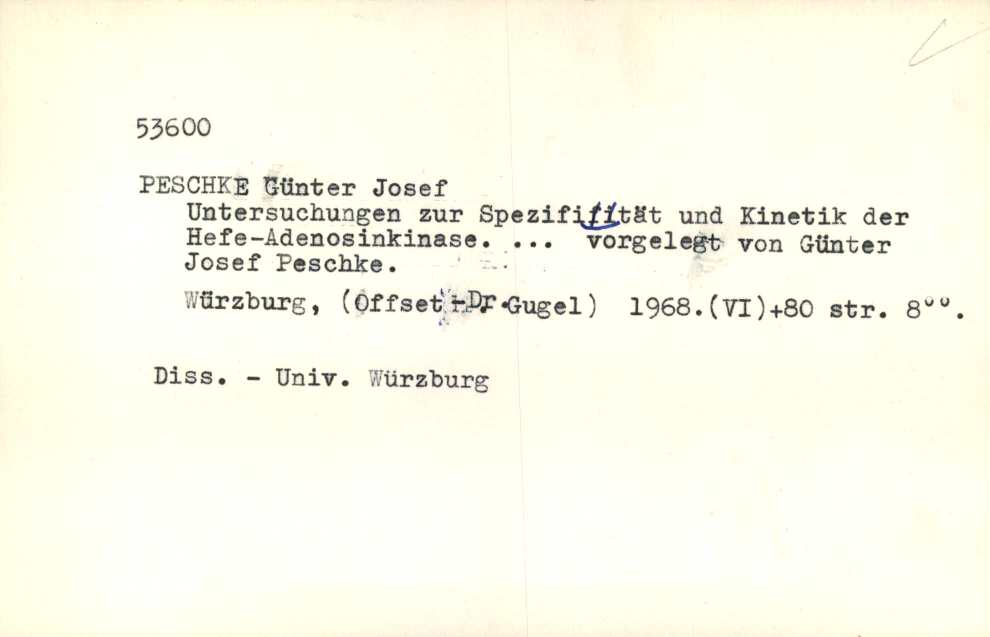 53600
PESCHKE Günter Josef
Untersuchungen zur Spezififität und Kinetik der
Hefe-Adenosinkinase. ... vorgelegt von Günter
Josef Peschke.
Würzburg, (Offset-Dr.Gugel) 1968.(VI)+80 str. 8°°.
Diss. - Univ. Würzburg